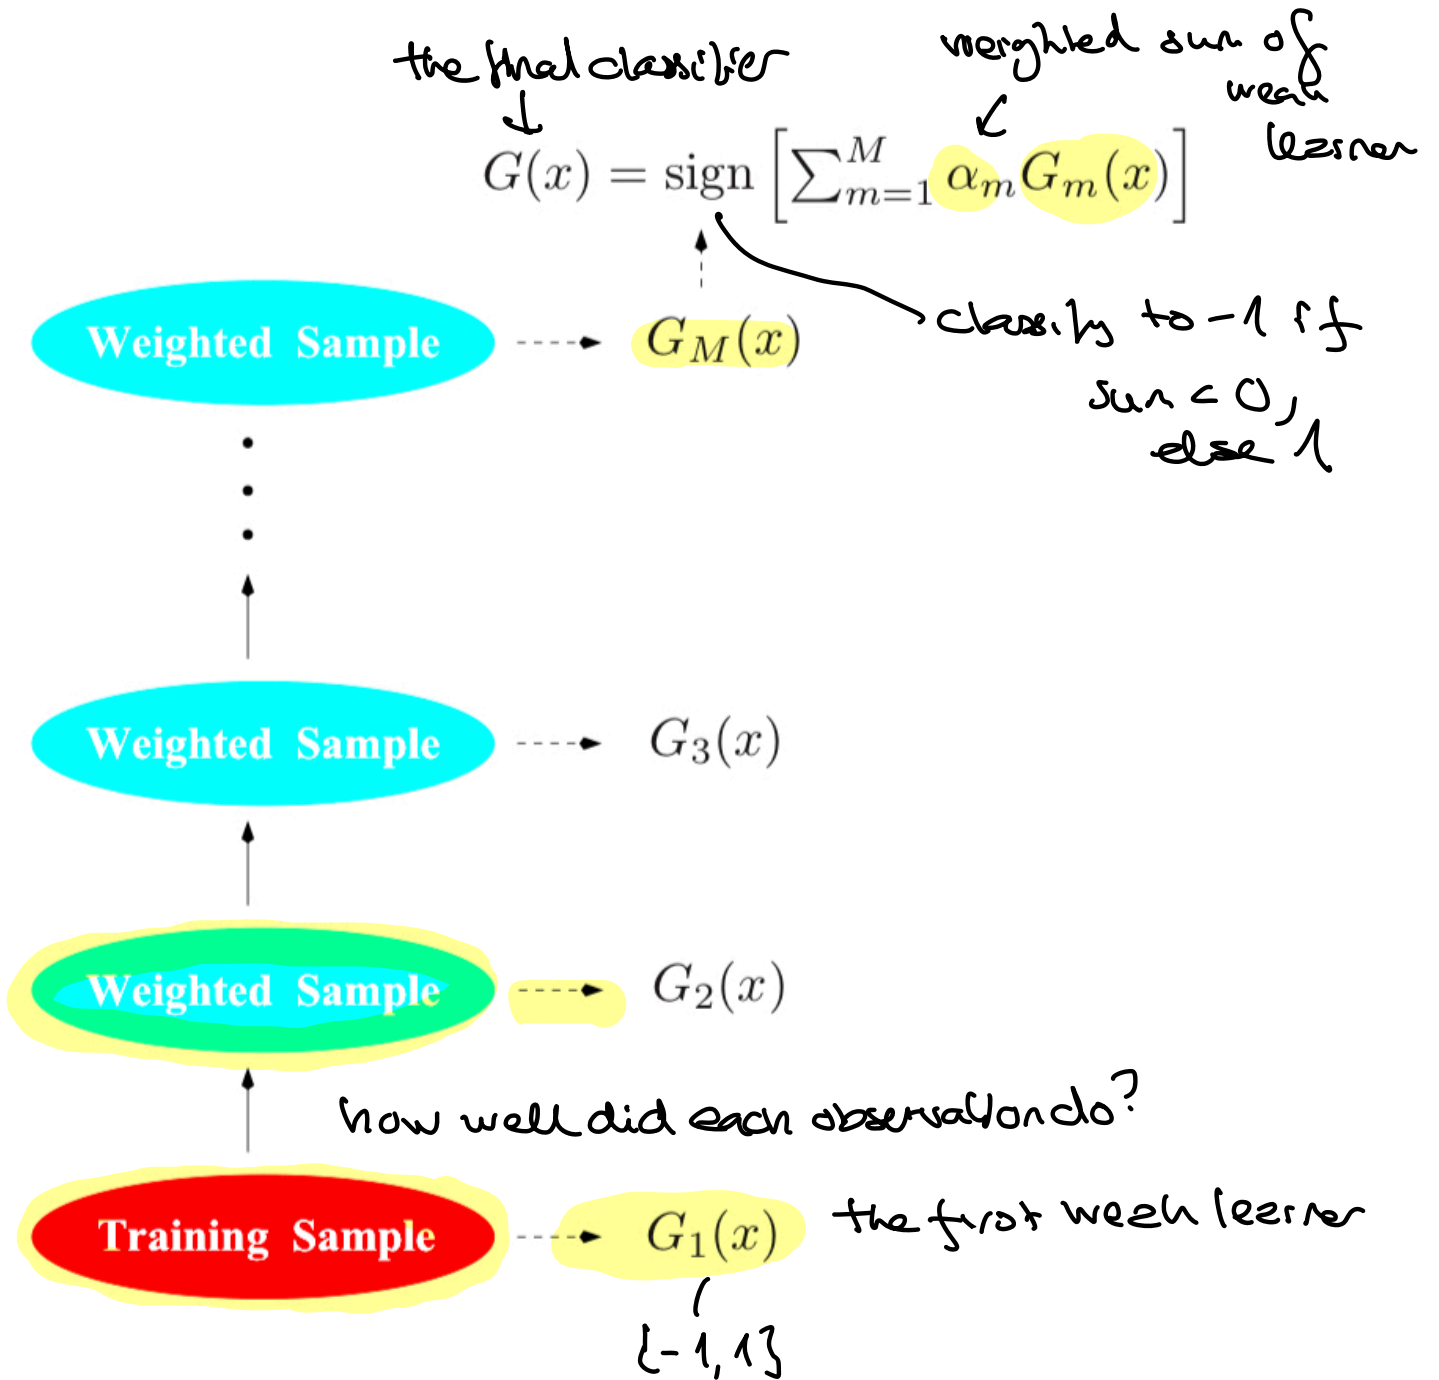 the final classifier
weighted sum of
weak
learner
G(x) = sign [∑_{m=1}^{M} α_m G_m(x)]
Weighted Sample
G_M(x)
classify to -1 if
sum < 0,
else 1
Weighted Sample
G_3(x)
Weighted Sample
G_2(x)
how well did each observation do?
Training Sample
G_1(x)
the first weak learner
{-1, 1}